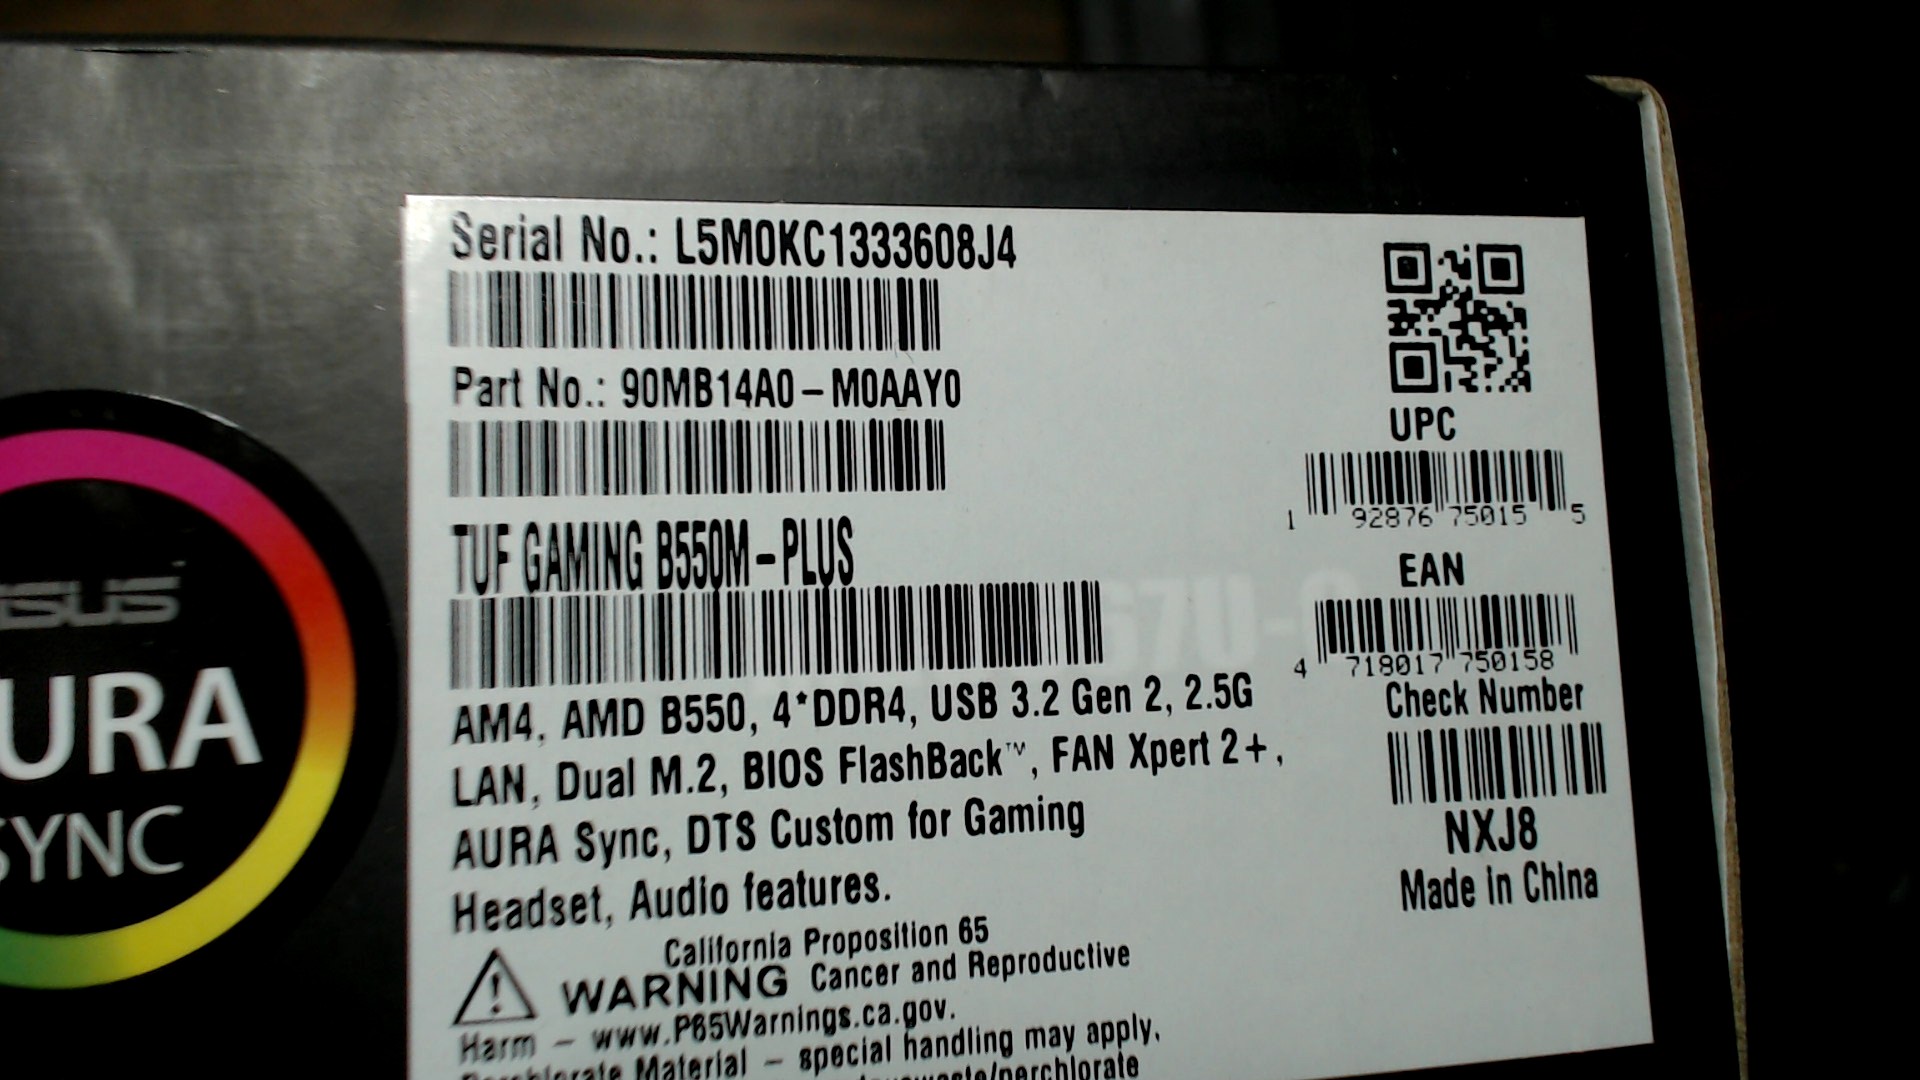 Serial No.: L5M0KC1333608J4
Part No.: 90MB14A0-M0AAY0
TUF GAMING B550M-PLUS
AM4, AMD B550, 4*DDR4, USB 3.2 Gen 2, 2.5G
LAN, Dual M.2, BIOS FlashBack™, FAN Xpert 2+,
AURA Sync, DTS Custom for Gaming
Headset, Audio features.
California Proposition 65
WARNING Cancer and Reproductive
Harm - www.P65Warnings.ca.gov.
Perchlorate Material - special handling may apply.
perchlorate
UPC
1 92876 75015 5
EAN
4 718017 750158
Check Number
NXJ8
Made in China
ASUS
URA
SYNC